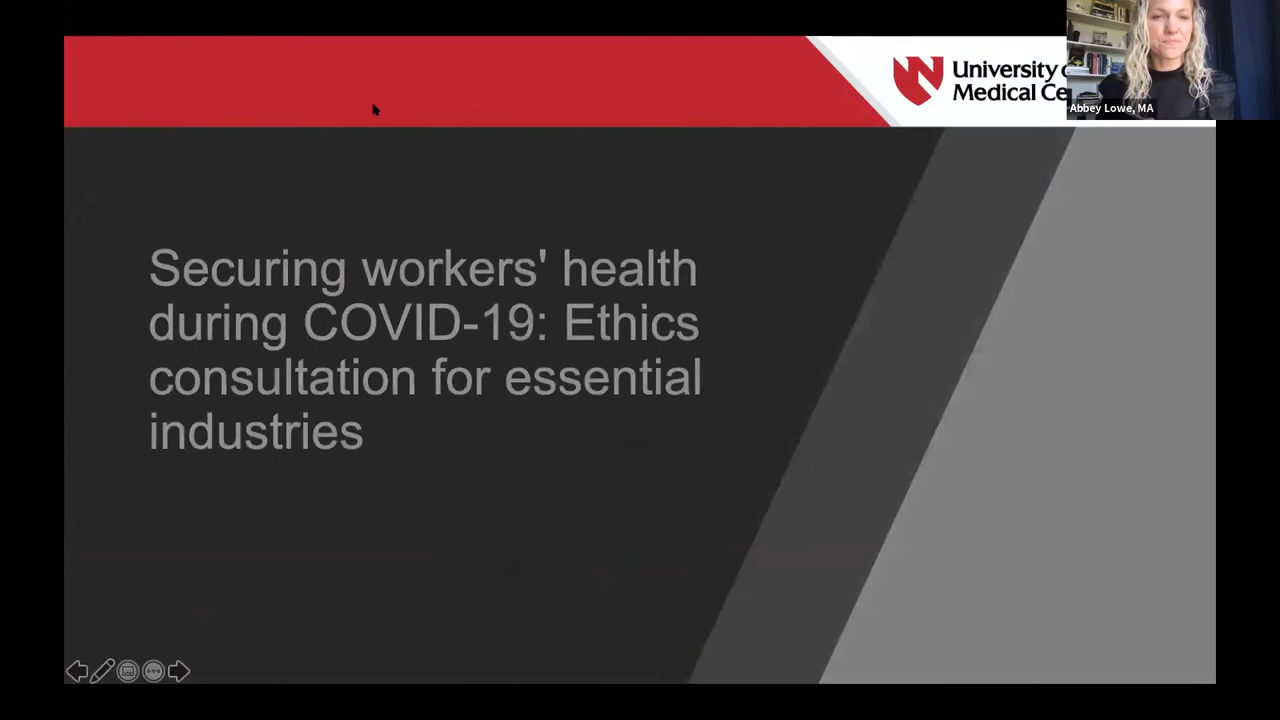 University
Medical Ce
Abbey Lowe, MA
Securing workers' health
during COVID-19: Ethics
consultation for essential
industries